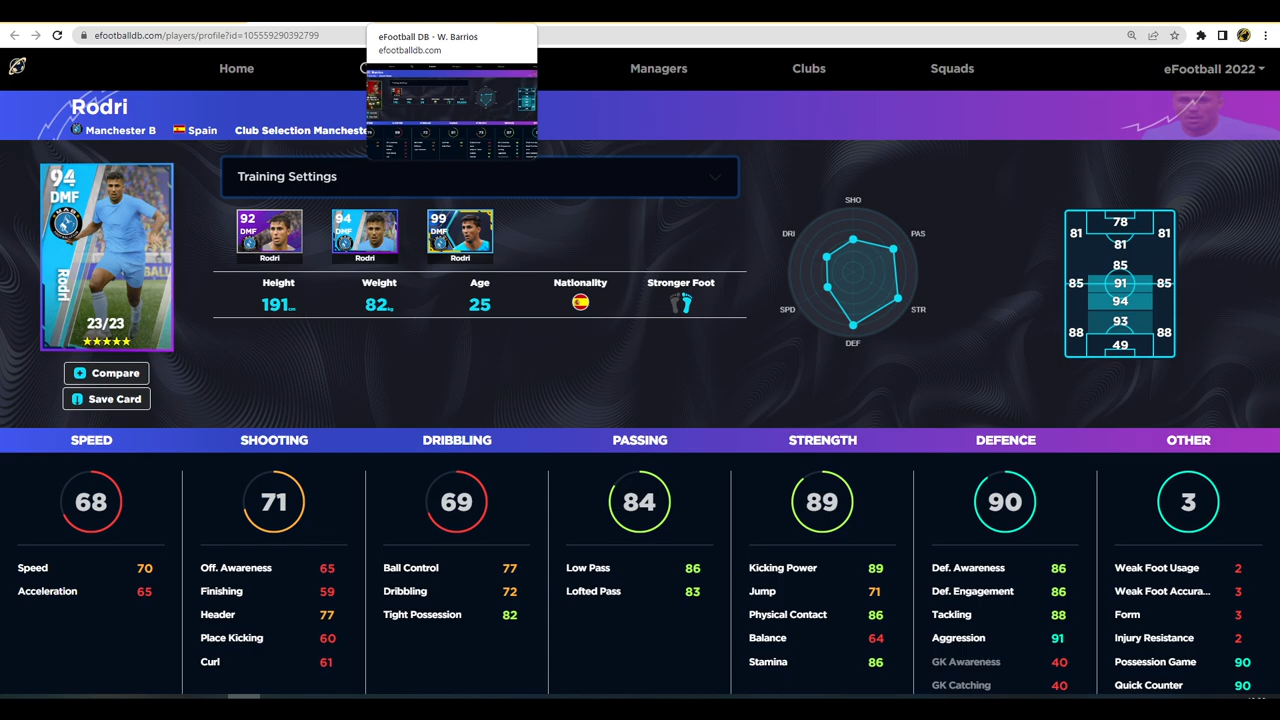 efootballdb.com/players/profile?id=105559290392799
eFootball DB - W. Barrios
efootballdb.com
Home
Managers
Clubs
Squads
eFootball 2022
Rodri
Manchester B
Spain
Club Selection Manchest
94
DMF
Rodri
23/23
Compare
Save Card
Training Settings
92
DMF
Rodri
94
DMF
Rodri
99
DMF
Rodri
Height
191cm
Weight
82kg
Age
25
Nationality
Stronger Foot
SHO
PAS
STR
DEF
SPD
DRI
78
81 81
81
85
85 91 85
94
93
88 88
49
SPEED
68
Speed 70
Acceleration 65
SHOOTING
71
Off. Awareness 65
Finishing 59
Header 77
Place Kicking 60
Curl 61
DRIBBLING
69
Ball Control 77
Dribbling 72
Tight Possession 82
PASSING
84
Low Pass 86
Lofted Pass 83
STRENGTH
89
Kicking Power 89
Jump 71
Physical Contact 86
Balance 64
Stamina 86
DEFENCE
90
Def. Awareness 86
Def. Engagement 86
Tackling 88
Aggression 91
GK Awareness 40
GK Catching 40
OTHER
3
Weak Foot Usage 2
Weak Foot Accura... 3
Form 3
Injury Resistance 2
Possession Game 90
Quick Counter 90